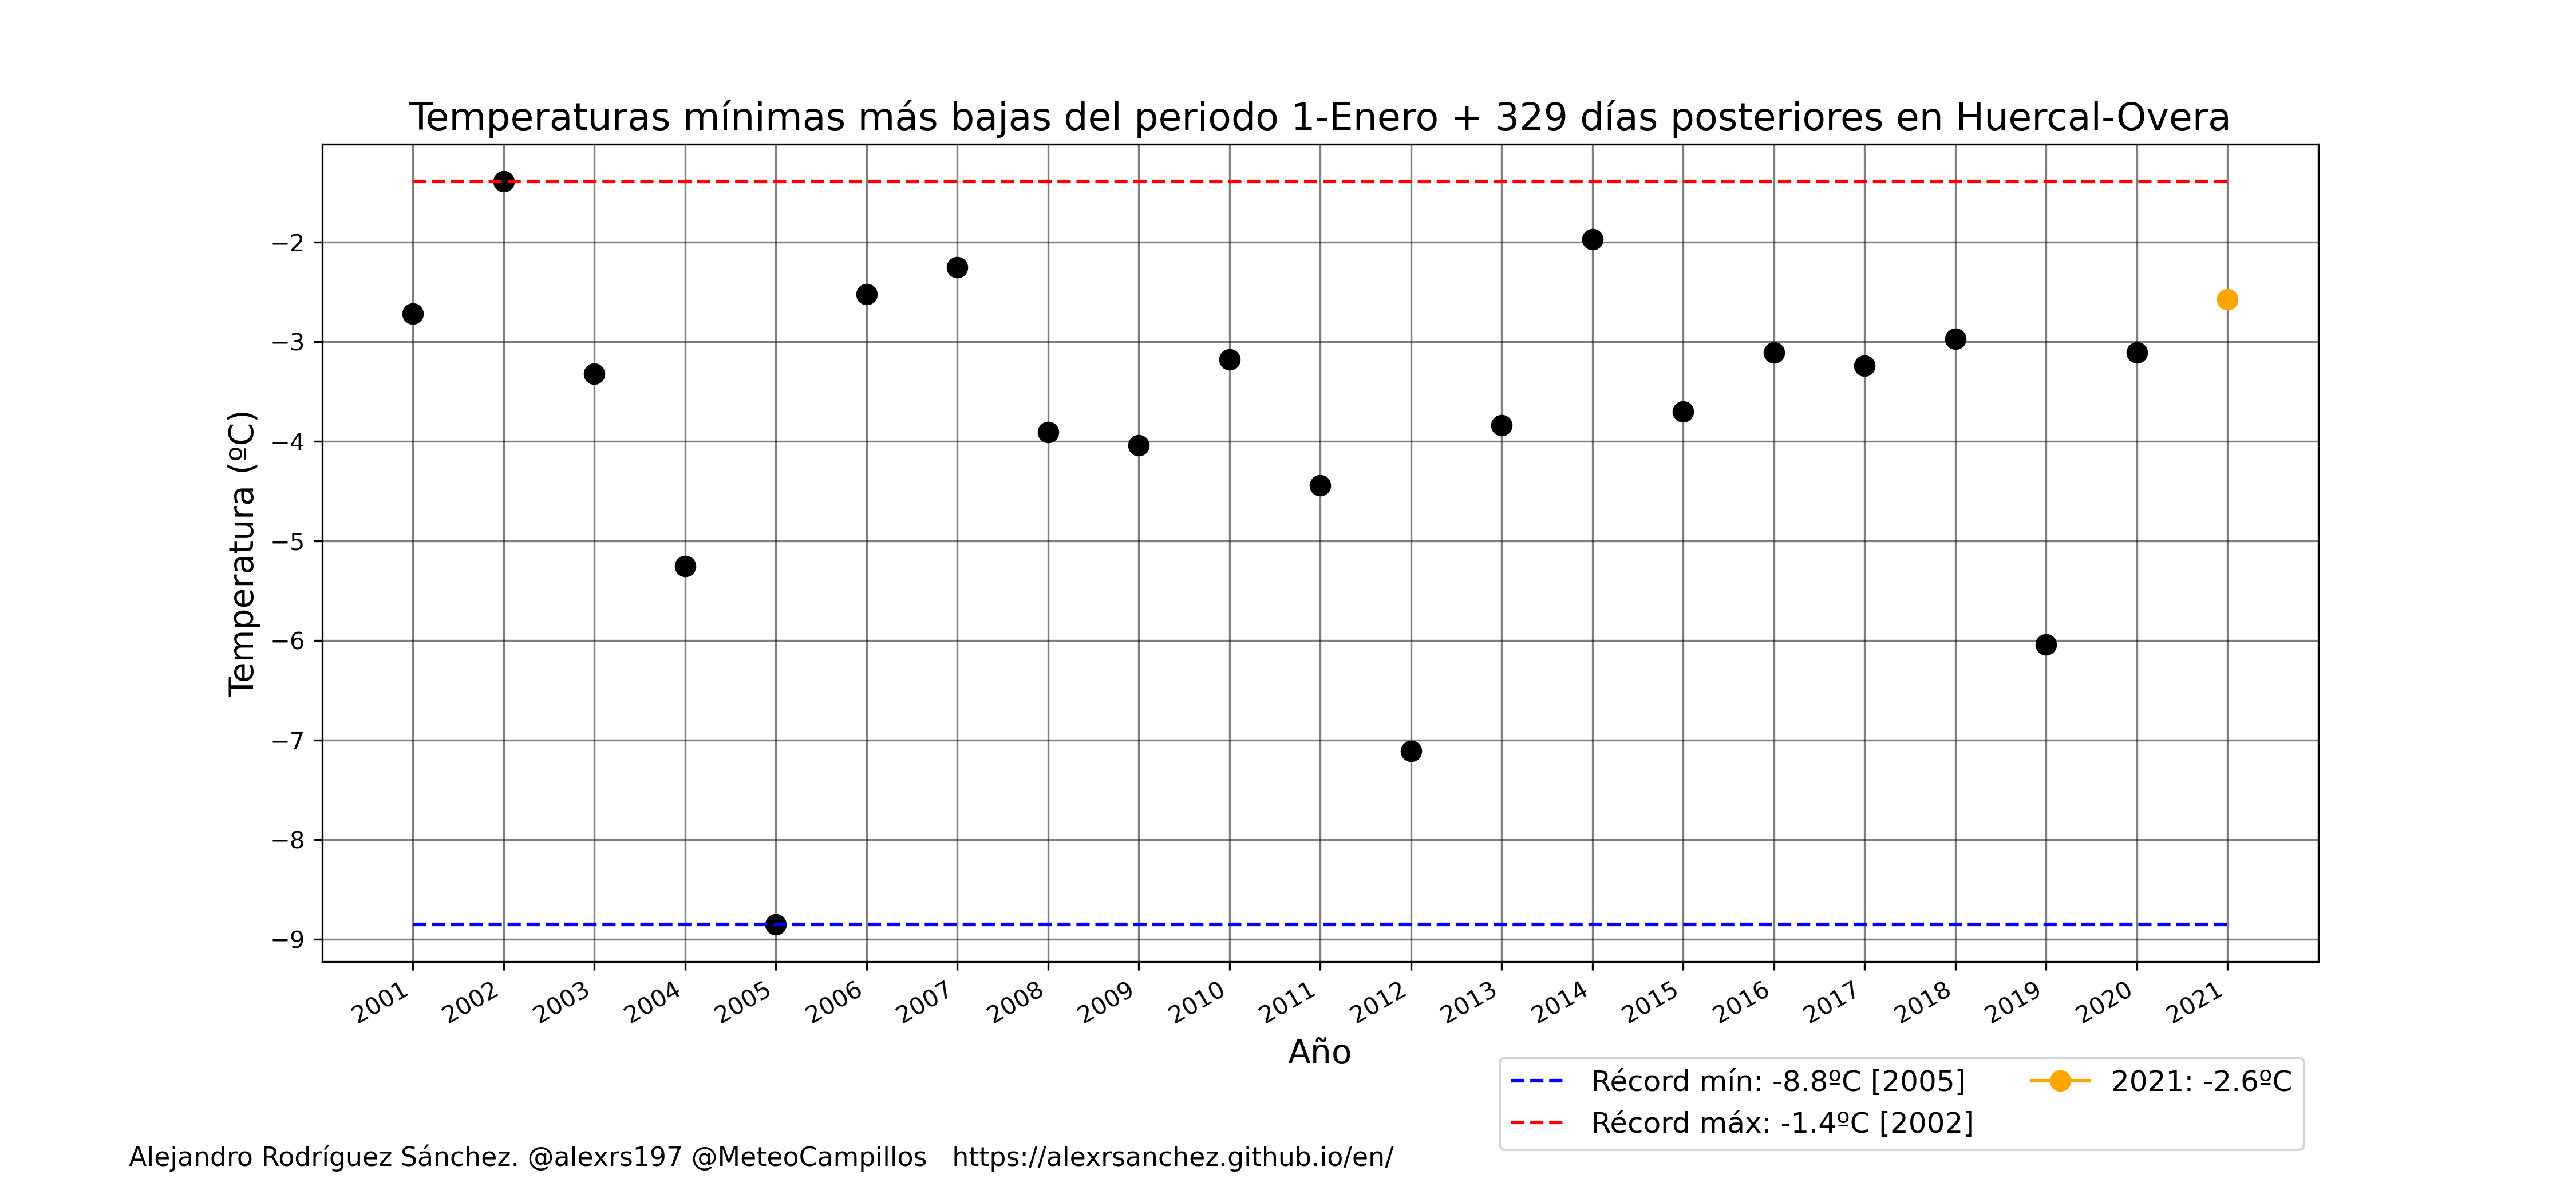 Temperaturas mínimas más bajas del periodo 1-Enero + 329 días posteriores en Huercal-Overa
Temperatura (ºC)
−2
−3
−4
−5
−6
−7
−8
−9
2001 2002 2003 2004 2005 2006 2007 2008 2009 2010 2011 2012 2013 2014 2015 2016 2017 2018 2019 2020 2021
Año
Récord mín: -8.8ºC [2005]
Récord máx: -1.4ºC [2002]
2021: -2.6ºC
Alejandro Rodríguez Sánchez. @alexrs197 @MeteoCampillos https://alexrsanchez.github.io/en/